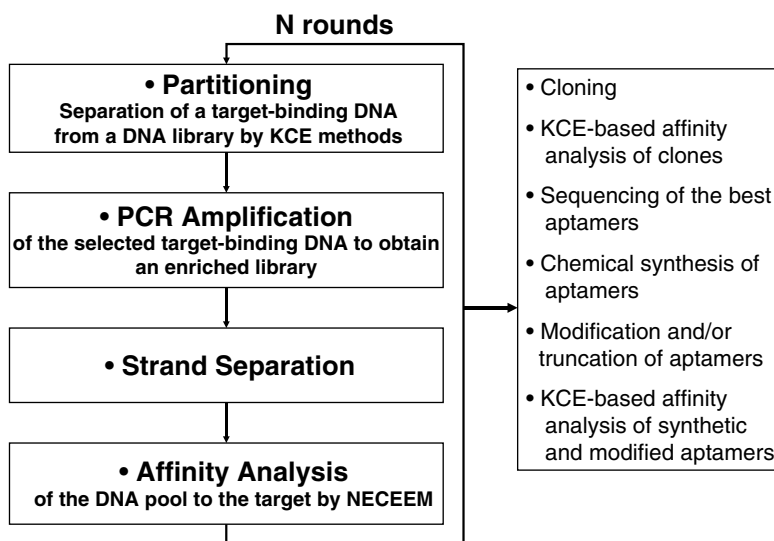 N rounds
• Partitioning
Separation of a target-binding DNA
from a DNA library by KCE methods
• PCR Amplification
of the selected target-binding DNA to obtain
an enriched library
• Strand Separation
• Affinity Analysis
of the DNA pool to the target by NECEEM
• Cloning
• KCE-based affinity
analysis of clones
• Sequencing of the best
aptamers
• Chemical synthesis of
aptamers
• Modification and/or
truncation of aptamers
• KCE-based affinity
analysis of synthetic
and modified aptamers